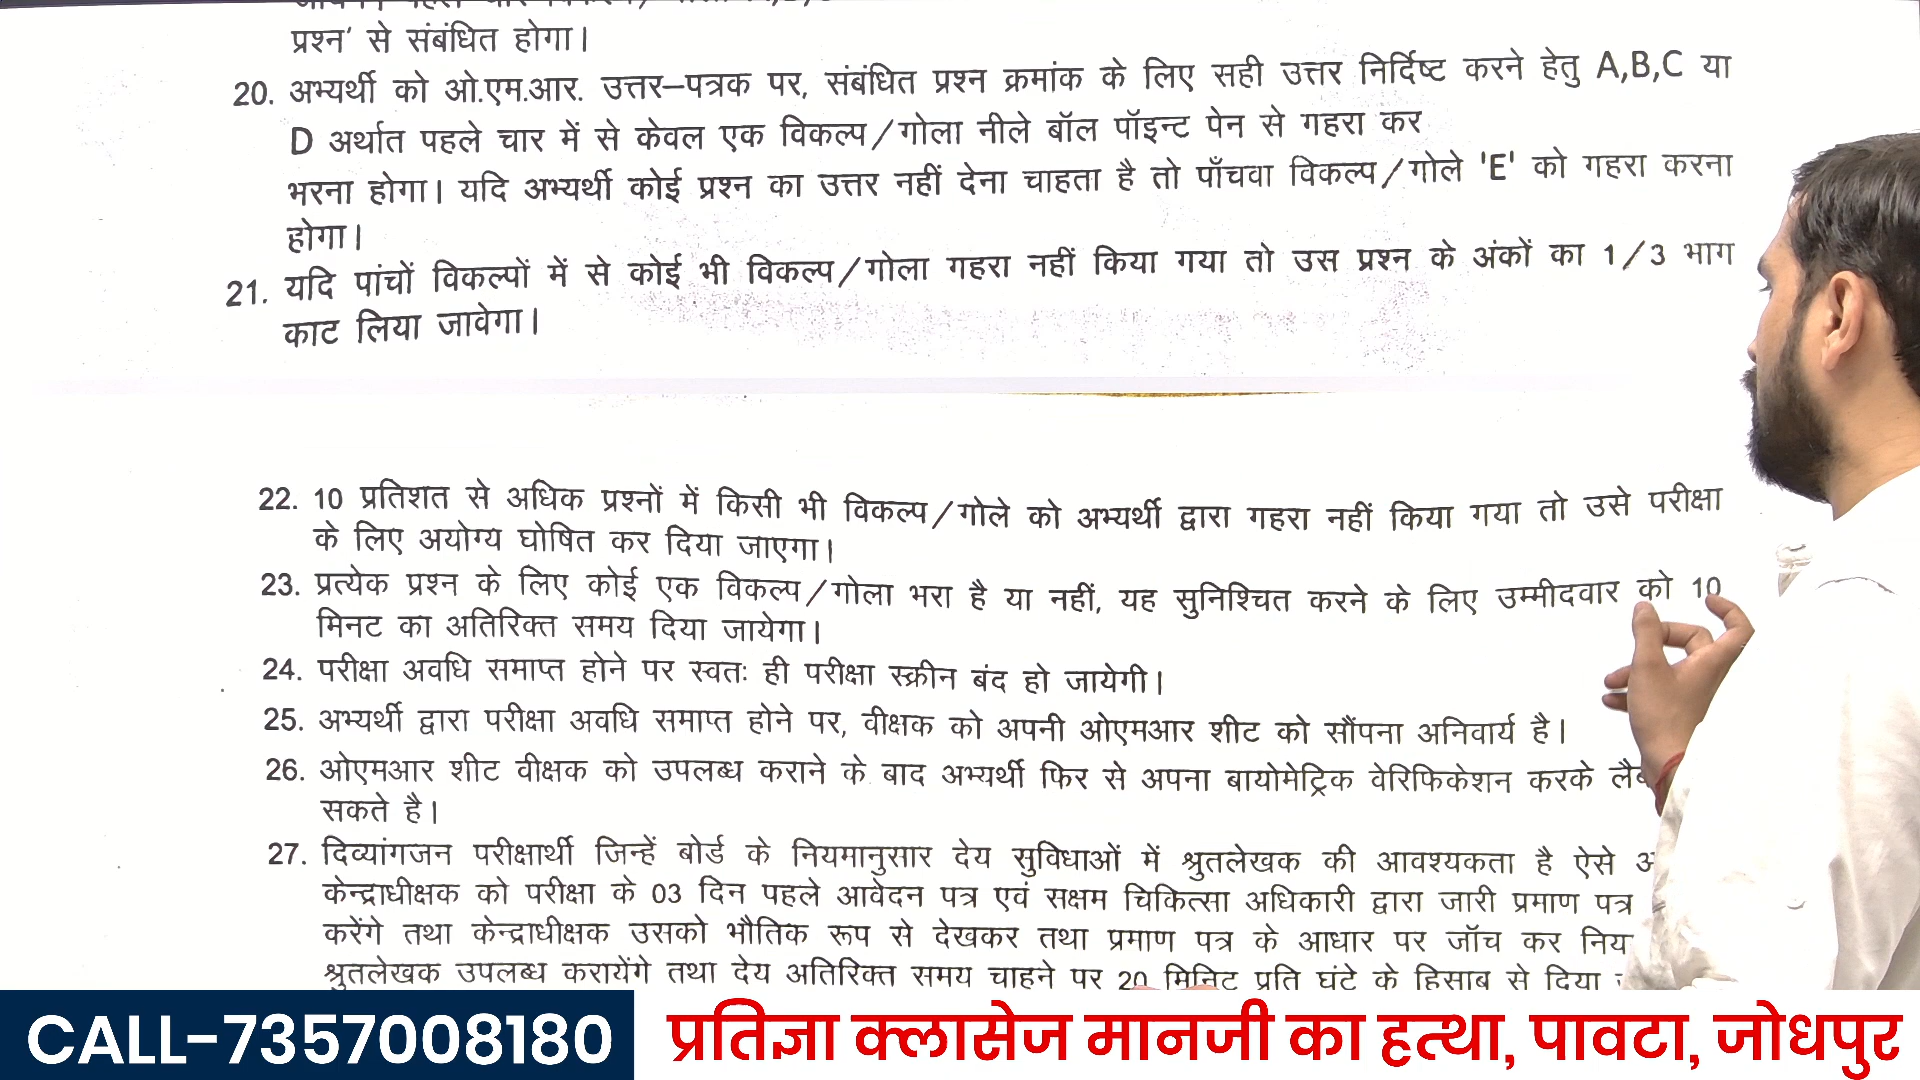 प्रश्न' से संबंधित होगा।
20. अभ्यर्थी को ओ.एम.आर. उत्तर–पत्रक पर, संबंधित प्रश्न क्रमांक के लिए सही उत्तर निर्दिष्ट करने हेतु A,B,C या
D अर्थात पहले चार में से केवल एक विकल्प/गोला नीले बॉल पॉइन्ट पेन से गहरा कर
भरना होगा। यदि अभ्यर्थी कोई प्रश्न का उत्तर नहीं देना चाहता है तो पाँचवा विकल्प/गोले 'E' को गहरा करना
होगा।
21. यदि पांचों विकल्पों में से कोई भी विकल्प/गोला गहरा नहीं किया गया तो उस प्रश्न के अंकों का 1/3 भाग
काट लिया जावेगा।
22. 10 प्रतिशत से अधिक प्रश्नों में किसी भी विकल्प/गोले को अभ्यर्थी द्वारा गहरा नहीं किया गया तो उसे परीक्षा
के लिए अयोग्य घोषित कर दिया जाएगा।
23. प्रत्येक प्रश्न के लिए कोई एक विकल्प/गोला भरा है या नहीं, यह सुनिश्चित करने के लिए उम्मीदवार को 10
मिनट का अतिरिक्त समय दिया जायेगा।
24. परीक्षा अवधि समाप्त होने पर स्वतः ही परीक्षा स्क्रीन बंद हो जायेगी।
25. अभ्यर्थी द्वारा परीक्षा अवधि समाप्त होने पर, वीक्षक को अपनी ओएमआर शीट को सौंपना अनिवार्य है।
26. ओएमआर शीट वीक्षक को उपलब्ध कराने के बाद अभ्यर्थी फिर से अपना बायोमेट्रिक वेरिफिकेशन करके
सकते है।
27. दिव्यांगजन परीक्षार्थी जिन्हें बोर्ड के नियमानुसार देय सुविधाओं में श्रुतलेखक की आवश्यकता है ऐसे
केन्द्राधीक्षक को परीक्षा के 03 दिन पहले आवेदन पत्र एवं सक्षम चिकित्सा अधिकारी द्वारा जारी प्रमाण पत्र
करेंगे तथा केन्द्राधीक्षक उसको भौतिक रूप से देखकर तथा प्रमाण पत्र के आधार पर जॉच कर
श्रुतलेखक उपलब्ध करायेंगे तथा देय अतिरिक्त समय चाहने पर 20 मिनिट प्रति घंटे के हिसाब से दिया
CALL-7357008180
प्रतिज्ञा क्लासेज मानजी का हत्था, पावटा, जोधपुर